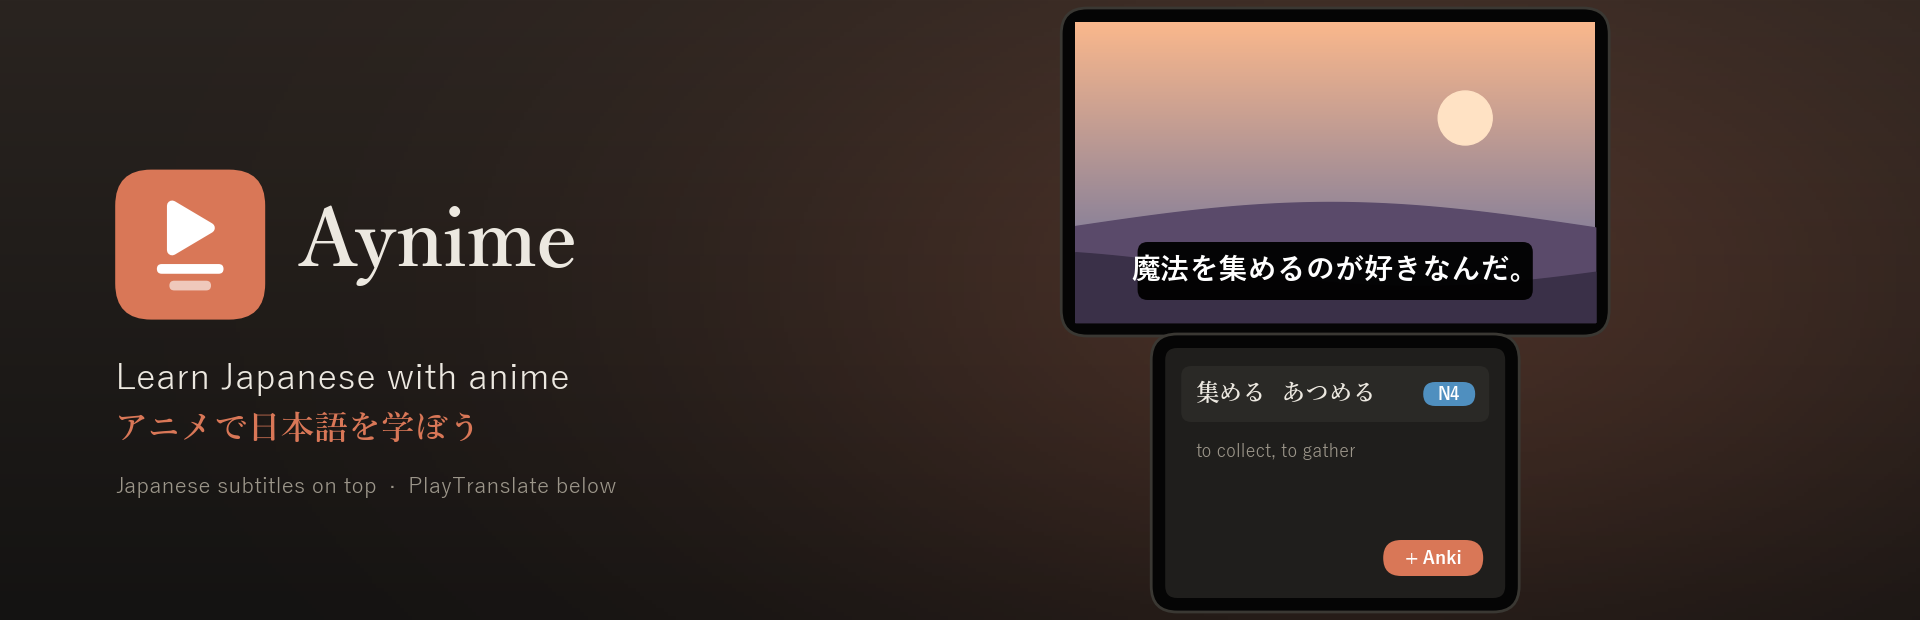 Aynime
Learn Japanese with anime
アニメで日本語を学ぼう
Japanese subtitles on top · PlayTranslate below
魔法を集めるのが好きなんだ。
集める あつめる N4
to collect, to gather
+ Anki